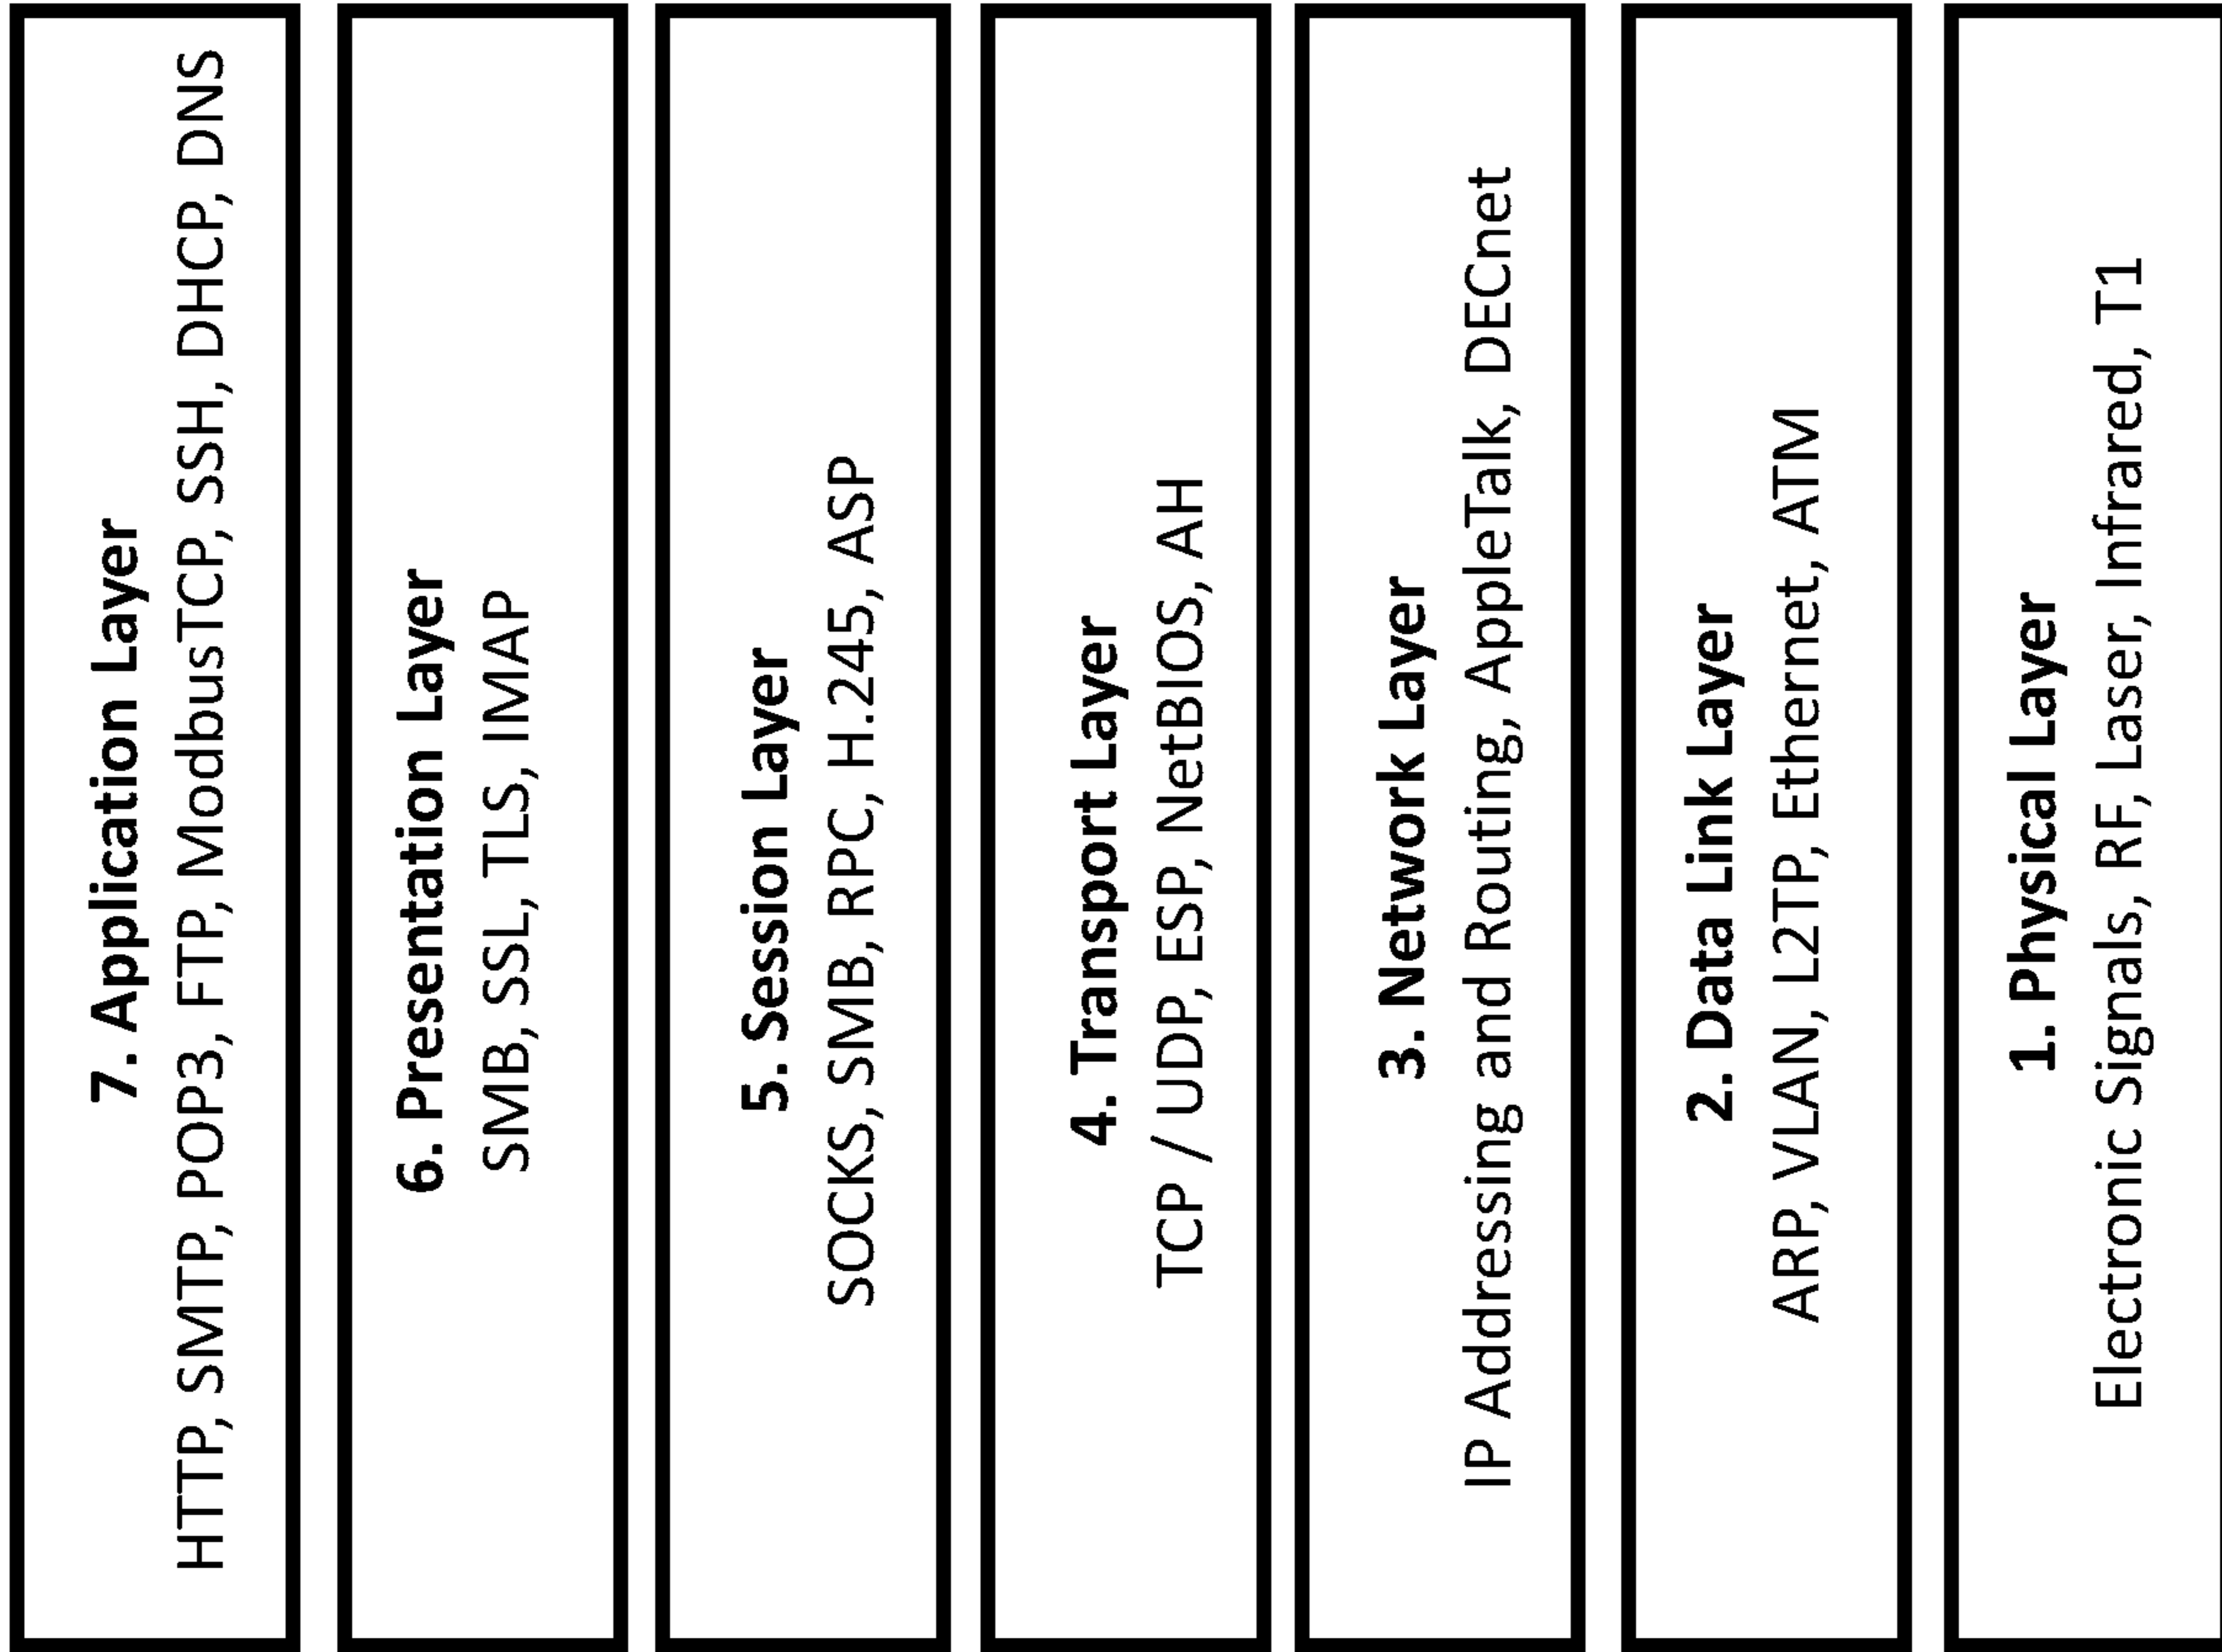 7. Application Layer
HTTP, SMTP, POP3, FTP, ModbusTCP, SSH, DHCP, DNS
6. Presentation Layer
SMB, SSL, TLS, IMAP
5. Session Layer
SOCKS, SMB, RPC, H.245, ASP
4. Transport Layer
TCP / UDP, ESP, NetBIOS, AH
3. Network Layer
IP Addressing and Routing, AppleTalk, DECnet
2. Data Link Layer
ARP, VLAN, L2TP, Ethernet, ATM
1. Physical Layer
Electronic Signals, RF, Laser, Infrared, T1